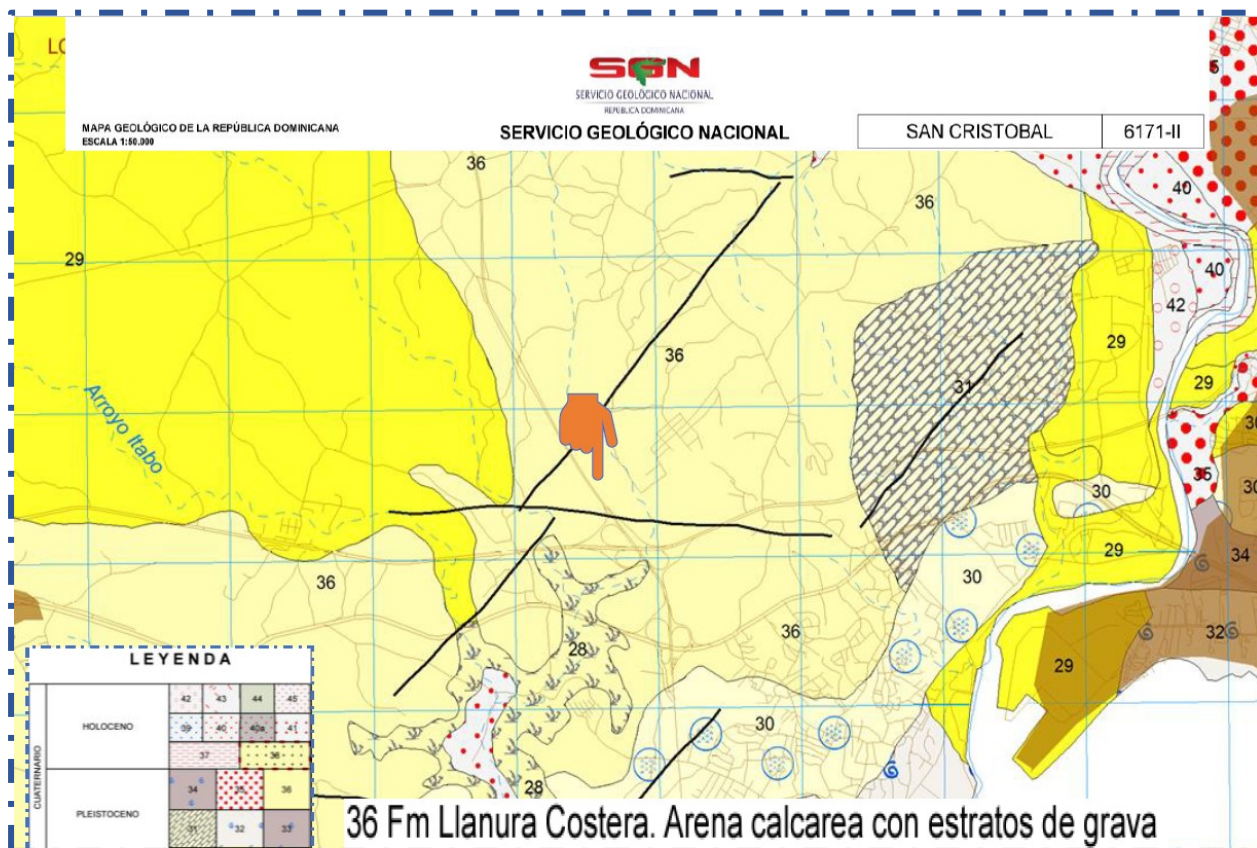 LO
SGN
SERVICIO GEOLÓGICO NACIONAL
REPÚBLICA DOMINICANA
MAPA GEOLÓGICO DE LA REPÚBLICA DOMINICANA
ESCALA 1:50.000
SERVICIO GEOLÓGICO NACIONAL
SAN CRISTOBAL
6171-II
36
36
40
29
40
42
36
29
31
29
Arroyo Itabo
30
35
30
29
34
30
36
28
36
32
29
30
28
LEYENDA
CUATERNARIO
HOLOCENO
42 43 44 45
39 40 40a 41
37 38
PLEISTOCENO
34 35 36
31 32 33
36 Fm Llanura Costera. Arena calcarea con estratos de grava